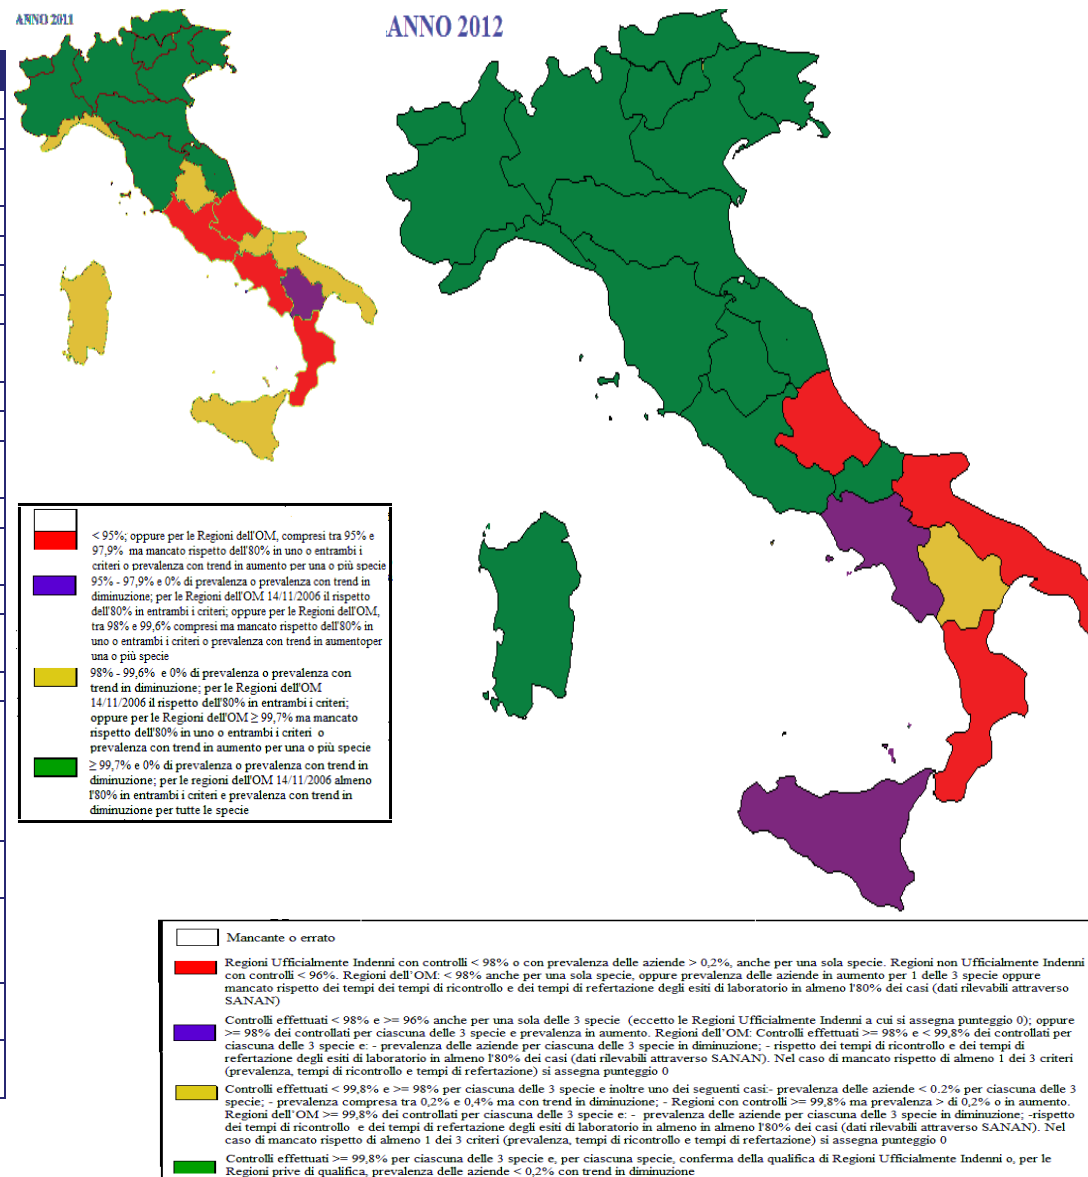 ANNO 2011
ANNO 2012
< 95%; oppure per le Regioni dell'OM, compresi tra 95% e
97,9% ma mancato rispetto dell'80% in uno o entrambi i
criteri o prevalenza con trend in aumento per una o più specie
95% - 97,9% e 0% di prevalenza o prevalenza con trend in
diminuzione; per le Regioni dell'OM 14/11/2006 il rispetto
dell'80% in entrambi i criteri; oppure per le Regioni dell'OM,
tra 98% e 99,6% compresi ma mancato rispetto dell'80% in
uno o entrambi i criteri o prevalenza con trend in aumentoper
una o più specie
98% - 99,6% e 0% di prevalenza o prevalenza con
trend in diminuzione; per le Regioni dell'OM
14/11/2006 il rispetto dell'80% in entrambi i criteri;
oppure per le Regioni dell'OM ≥ 99,7% ma mancato
rispetto dell'80% in uno o entrambi i criteri o
prevalenza con trend in aumento per una o più specie
≥ 99,7% e 0% di prevalenza o prevalenza con trend in
diminuzione; per le regioni dell'OM 14/11/2006 almeno
l'80% in entrambi i criteri e prevalenza con trend in
diminuzione per tutte le specie
Mancante o errato
Regioni Ufficialmente Indenni con controlli < 98% o con prevalenza delle aziende > 0,2%, anche per una sola specie. Regioni non Ufficialmente Indenni
con controlli < 96%. Regioni dell'OM: < 98% anche per una sola specie, oppure prevalenza delle aziende in aumento per 1 delle 3 specie oppure
mancato rispetto dei tempi dei tempi di ricontrollo e dei tempi di refertazione degli esiti di laboratorio in almeno l'80% dei casi (dati rilevabili attraverso
SANAN)
Controlli effettuati < 98% e >= 96% anche per una sola delle 3 specie (eccetto le Regioni Ufficialmente Indenni a cui si assegna punteggio 0); oppure
>= 98% dei controllati per ciascuna delle 3 specie e prevalenza in aumento. Regioni dell'OM: Controlli effettuati >= 98% e < 99,8% dei controllati per
ciascuna delle 3 specie e: - prevalenza delle aziende per ciascuna delle 3 specie in diminuzione; - rispetto dei tempi di ricontrollo e dei tempi di
refertazione degli esiti di laboratorio in almeno l'80% dei casi (dati rilevabili attraverso SANAN). Nel caso di mancato rispetto di almeno 1 dei 3 criteri
(prevalenza, tempi di ricontrollo e tempi di refertazione) si assegna punteggio 0
Controlli effettuati < 99,8% e >= 98% per ciascuna delle 3 specie e inoltre uno dei seguenti casi:- prevalenza delle aziende < 0.2% per ciascuna delle 3
specie; - prevalenza compresa tra 0,2% e 0,4% ma con trend in diminuzione; - Regioni con controlli >= 99,8% ma prevalenza > di 0,2% o in aumento.
Regioni dell'OM >= 99,8% dei controllati per ciascuna delle 3 specie e: - prevalenza delle aziende per ciascuna delle 3 specie in diminuzione; -rispetto
dei tempi di ricontrollo e dei tempi di refertazione degli esiti di laboratorio in almeno in almeno l'80% dei casi (dati rilevabili attraverso SANAN). Nel
caso di mancato rispetto di almeno 1 dei 3 criteri (prevalenza, tempi di ricontrollo e tempi di refertazione) si assegna punteggio 0
Controlli effettuati >= 99,8% per ciascuna delle 3 specie e, per ciascuna specie, conferma della qualifica di Regioni Ufficialmente Indenni o, per le
Regioni prive di qualifica, prevalenza delle aziende < 0,2% con trend in diminuzione